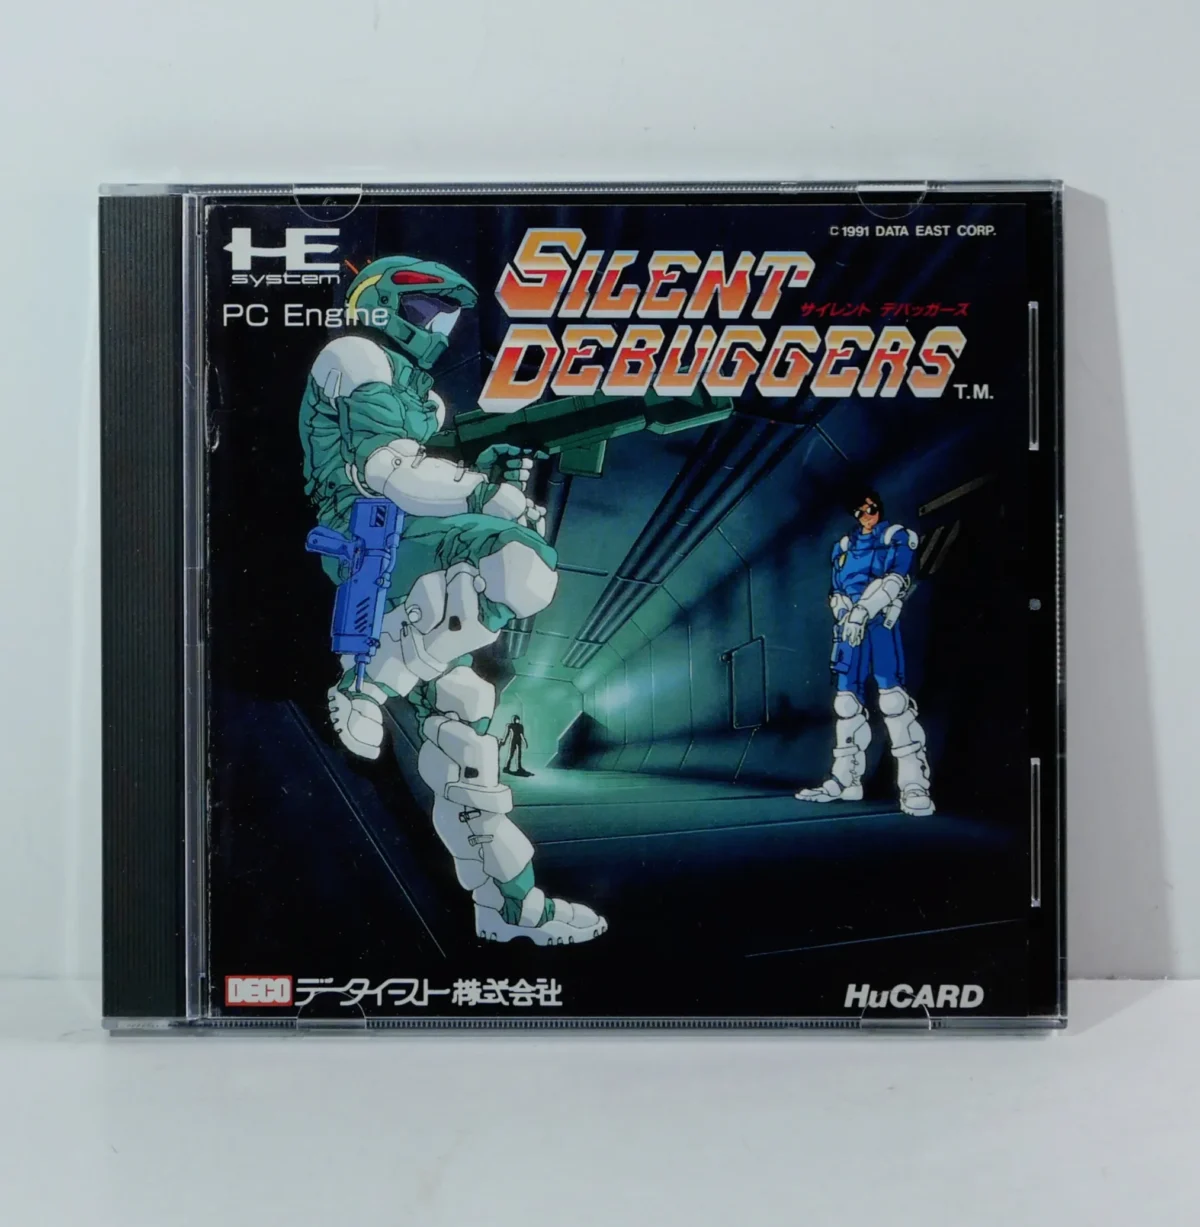 HE
system
PC Engine
©1991 DATA EAST CORP.
SILENT
サイレント デバッガーズ
DEBUGGERS
T.M.
DECO データイースト株式会社
HuCARD